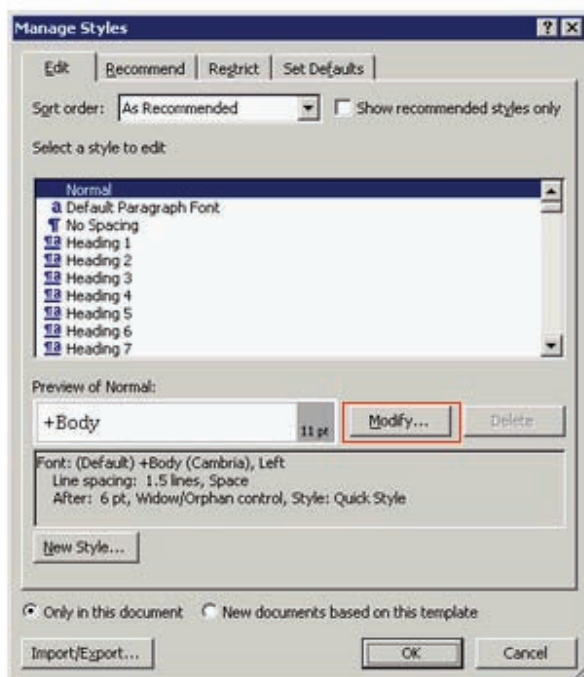 Manage Styles
Edit Recommend Restrict Set Defaults
Sort order: As Recommended Show recommended styles only
Select a style to edit
Normal
a Default Paragraph Font
¶ No Spacing
¶a Heading 1
¶a Heading 2
¶a Heading 3
¶a Heading 4
¶a Heading 5
¶a Heading 6
¶a Heading 7
Preview of Normal:
+Body 11 pt Modify... Delete
Font: (Default) +Body (Cambria), Left
Line spacing: 1.5 lines, Space
After: 6 pt, Widow/Orphan control, Style: Quick Style
New Style...
Only in this document New documents based on this template
Import/Export... OK Cancel